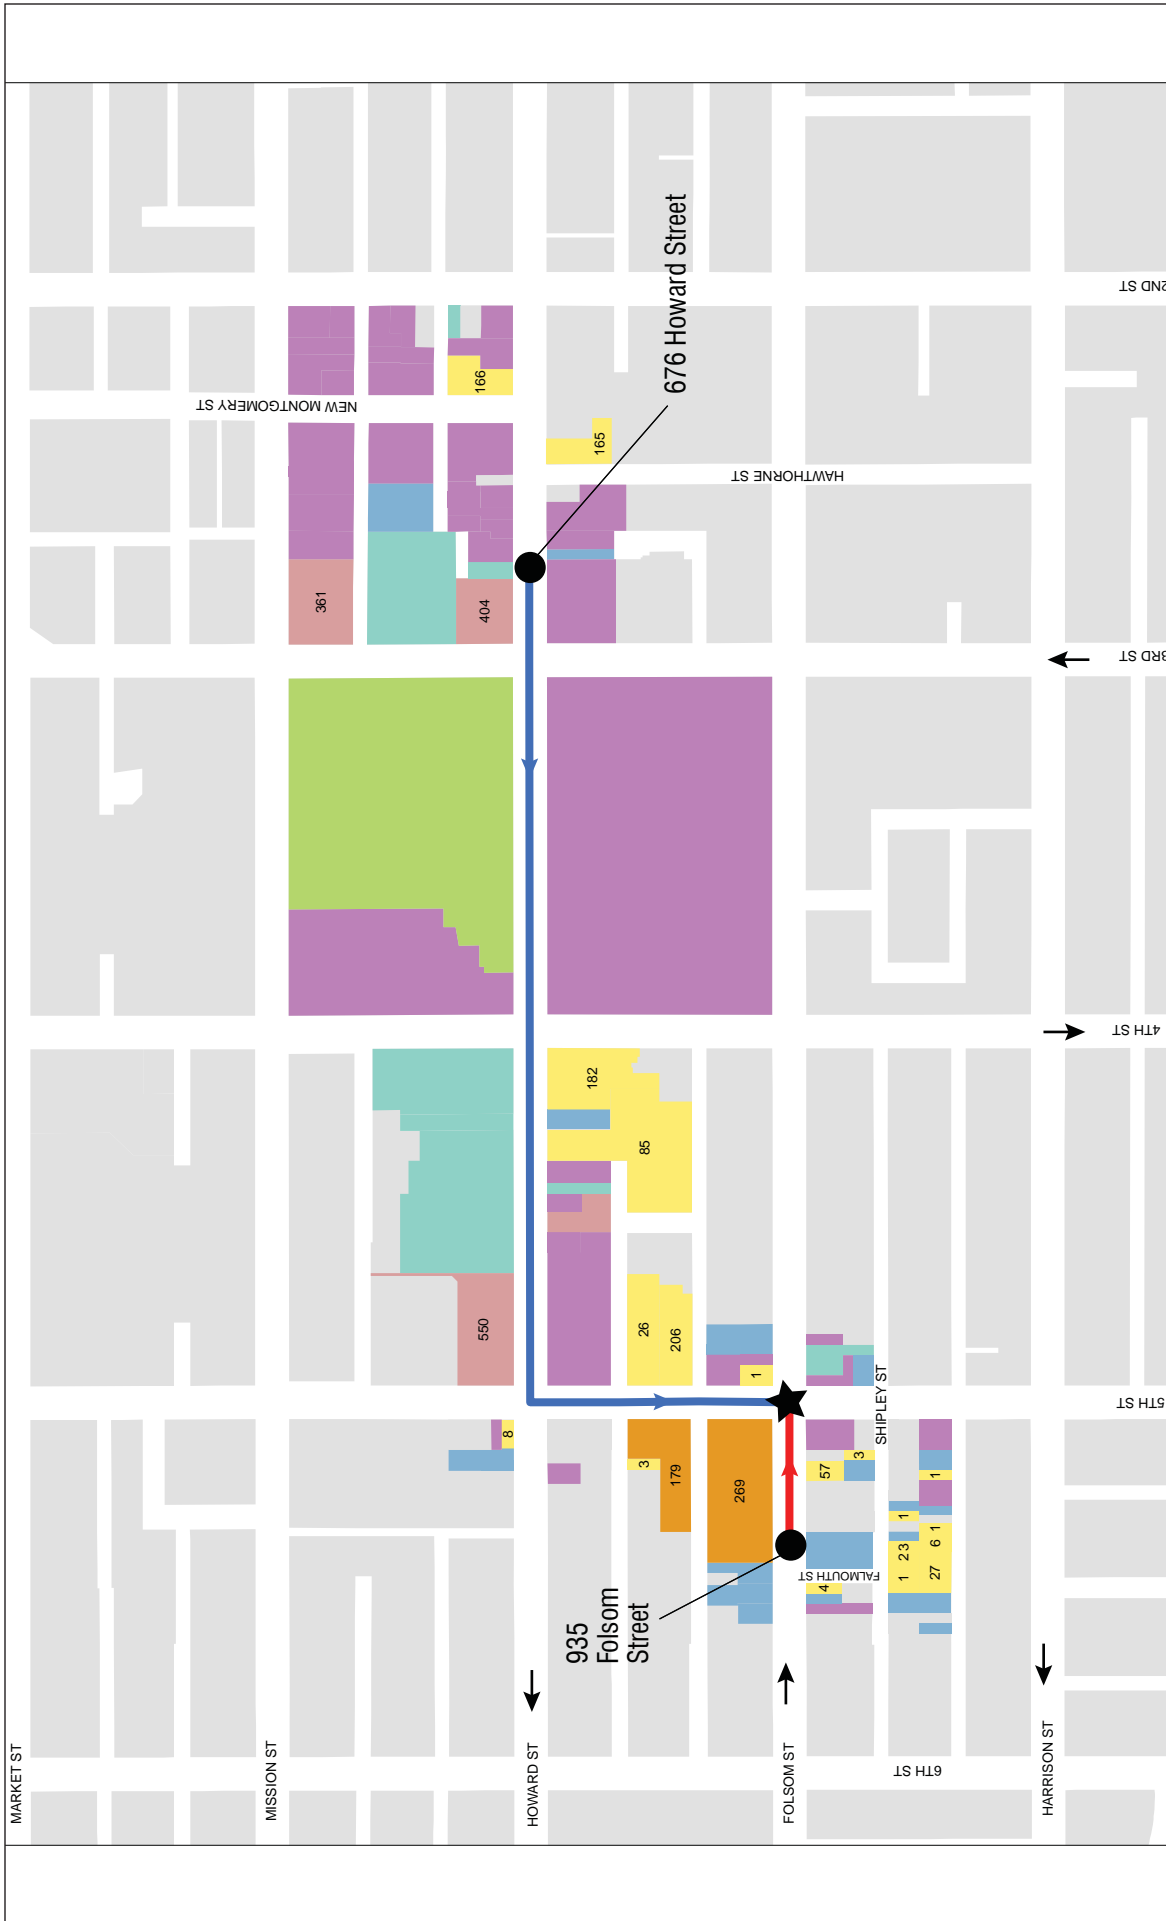 MARKET ST
MISSION ST
NEW MONTGOMERY ST
361
550
404
166
8
HOWARD ST
182
165
935
Folsom
Street
3
26
85
179
206
676 Howard Street
269
1
FOLSOM ST
HAWTHORNE ST
FALMOUTH ST
4
57
3
SHIPLEY ST
1 23
1
27 6 1
1
6TH ST
HARRISON ST
5TH ST
4TH ST
3RD ST
2ND ST